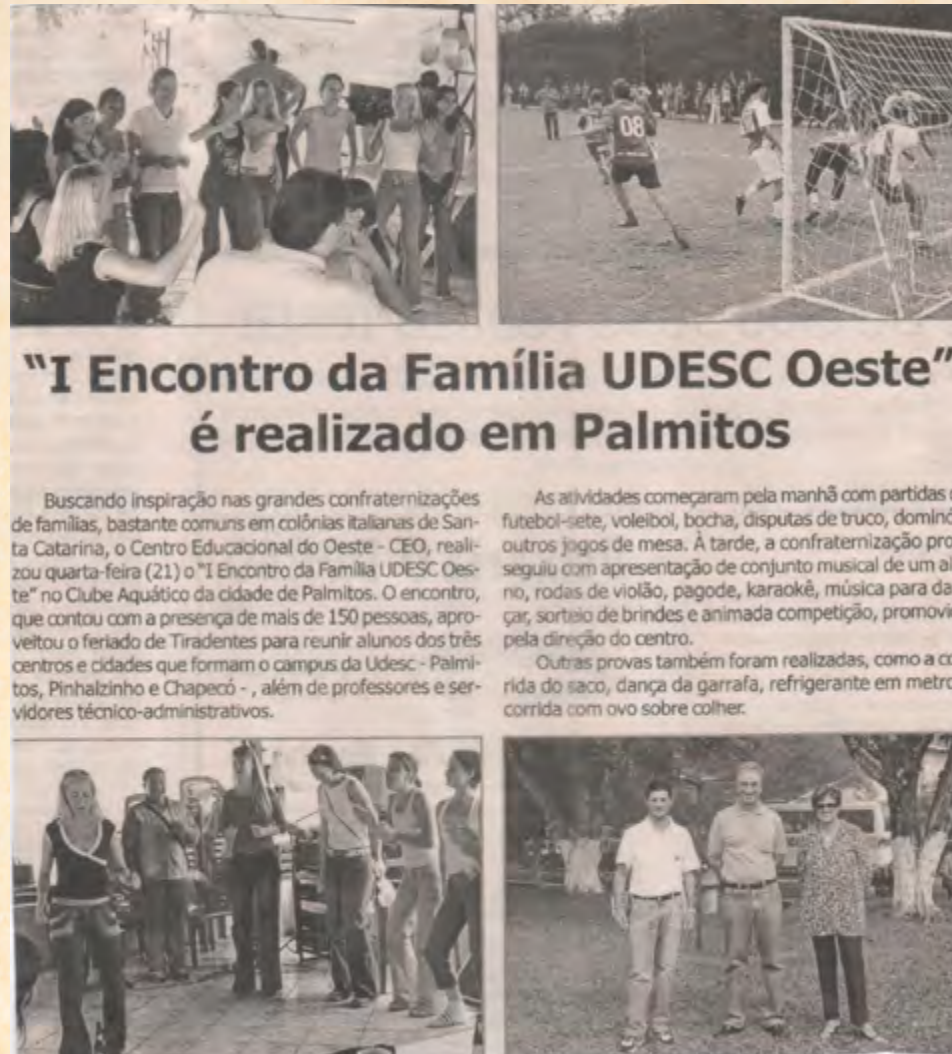 08
"I Encontro da Família UDESC Oeste"
é realizado em Palmitos
Buscando inspiração nas grandes confraternizações
de famílias, bastante comuns em colônias italianas de San-
ta Catarina, o Centro Educacional do Oeste - CEO, reali-
zou quarta-feira (21) o "I Encontro da Família UDESC Oes-
te" no Clube Aquático da cidade de Palmitos. O encontro,
que contou com a presença de mais de 150 pessoas, apro-
veitou o feriado de Tiradentes para reunir alunos dos três
centros e cidades que formam o campus da Udesc - Palmi-
tos, Pinhalzinho e Chapecó - , além de professores e ser-
vidores técnico-administrativos.
As atividades começaram pela manhã com partidas
futebol-sete, voleibol, bocha, disputas de truco, dominó
outros jogos de mesa. À tarde, a confraternização pro
seguiu com apresentação de conjunto musical de um al
no, rodas de violão, pagode, karaokê, música para da
çar, sorteio de brindes e animada competição, promov
pela direção do centro.
Outras provas também foram realizadas, como a co
rida do saco, dança da garrafa, refrigerante em metro
corrida com ovo sobre colher.